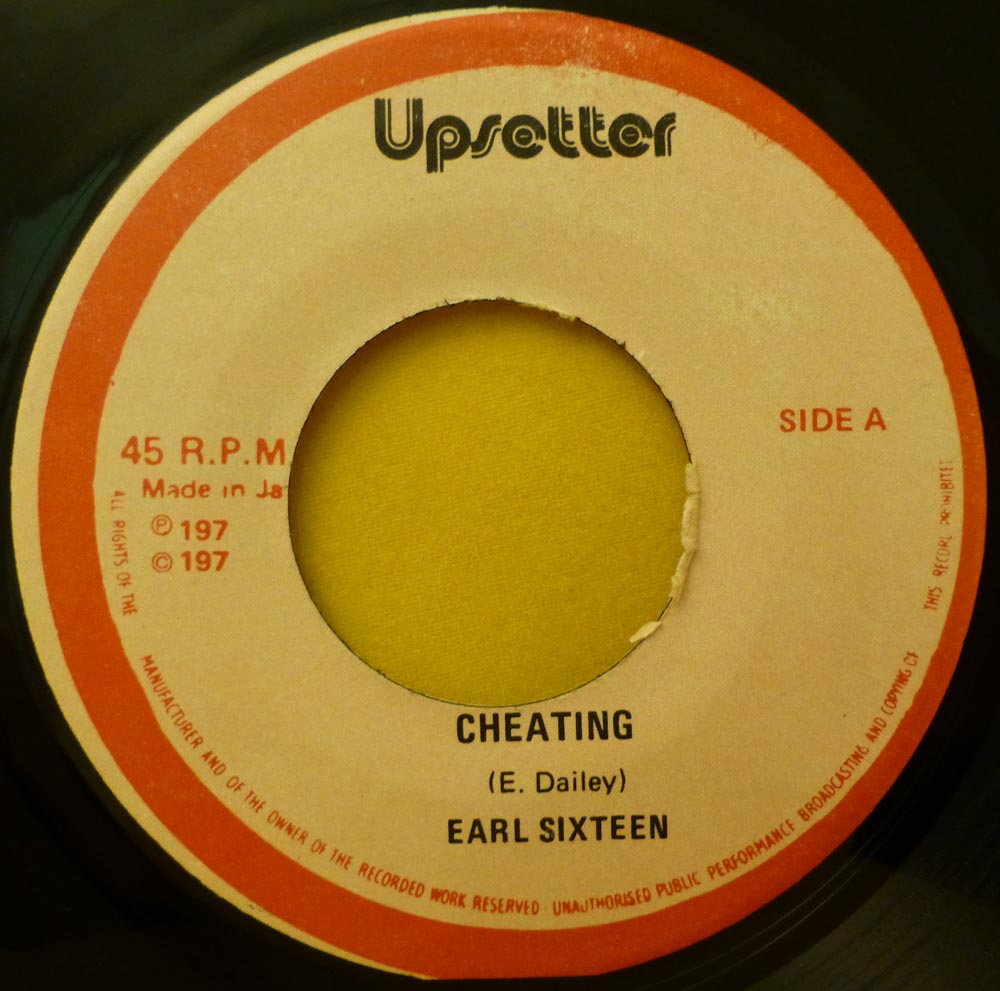 Upsetter
SIDE A
45 R.P.M
Made in Ja
℗ 197
© 197
CHEATING
(E. Dailey)
EARL SIXTEEN
ALL RIGHTS OF THE MANUFACTURER AND OF THE OWNER OF THE RECORDED WORK RESERVED · UNAUTHORISED PUBLIC PERFORMANCE BROADCASTING AND COPYING OF THIS RECORD PROHIBITE